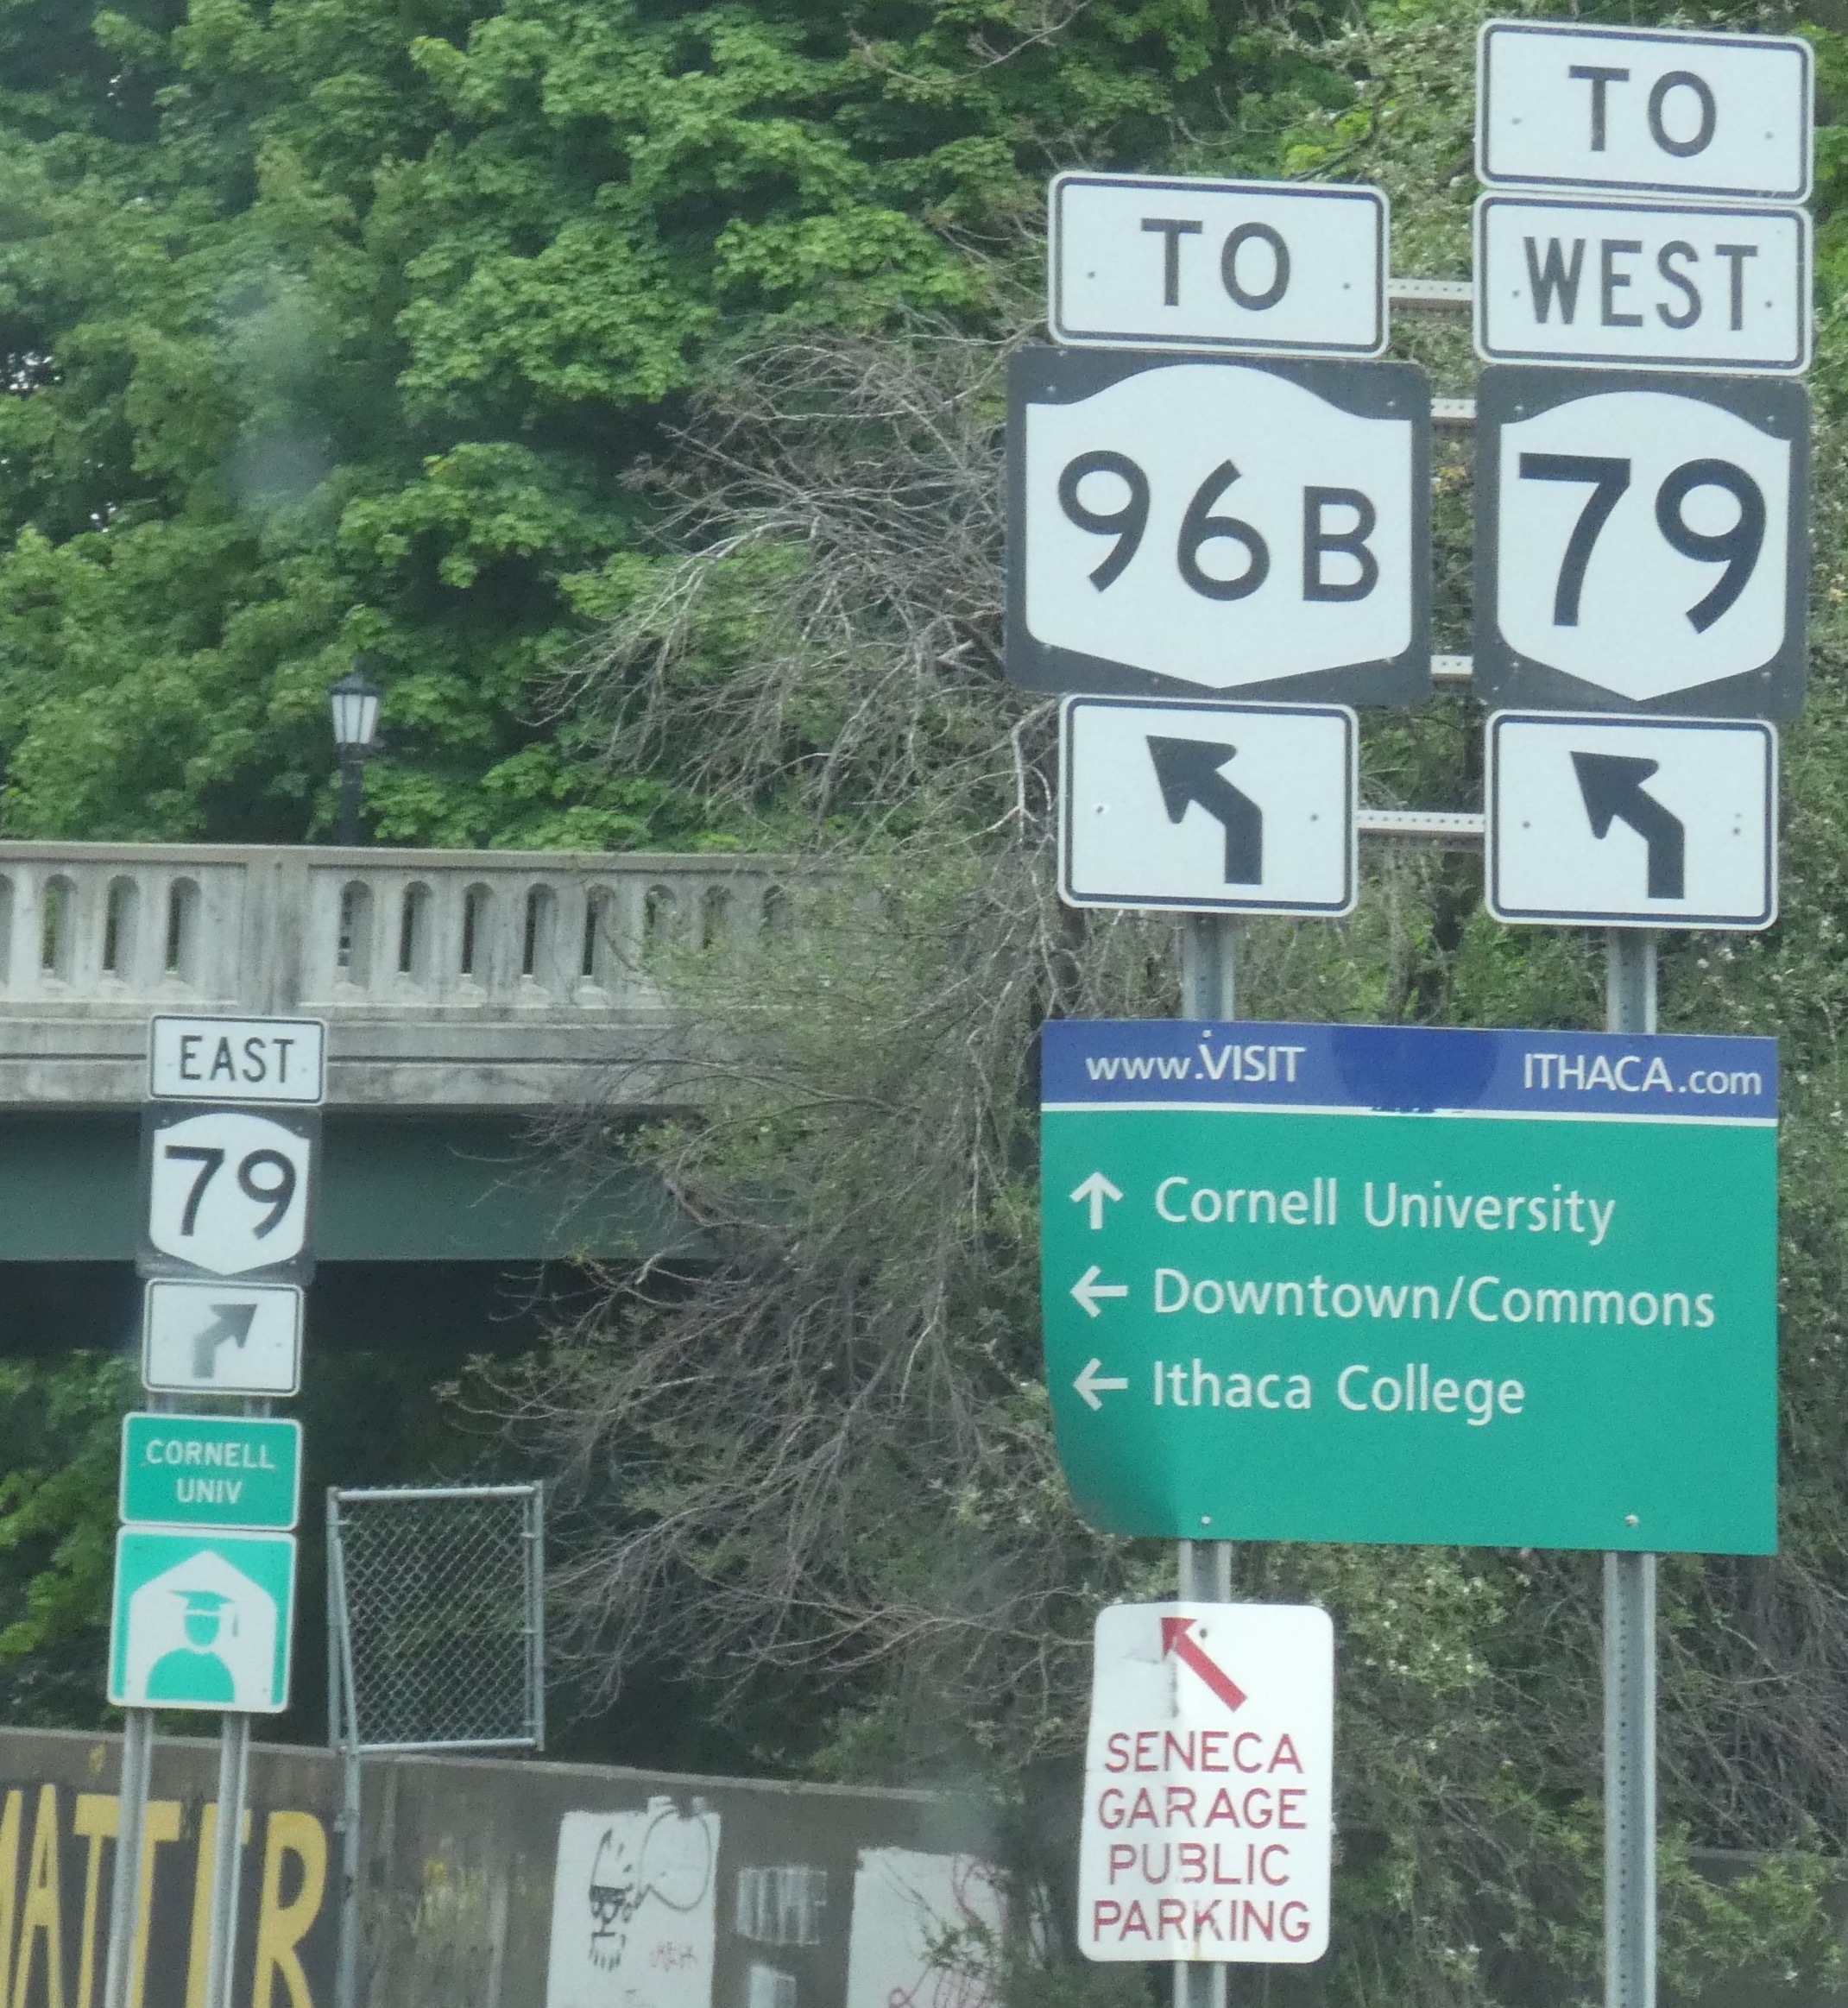 TO
WEST
79
TO
96B
www.VISIT ITHACA.com
Cornell University
Downtown/Commons
Ithaca College
SENECA
GARAGE
PUBLIC
PARKING
EAST
79
CORNELL
UNIV
MATTER